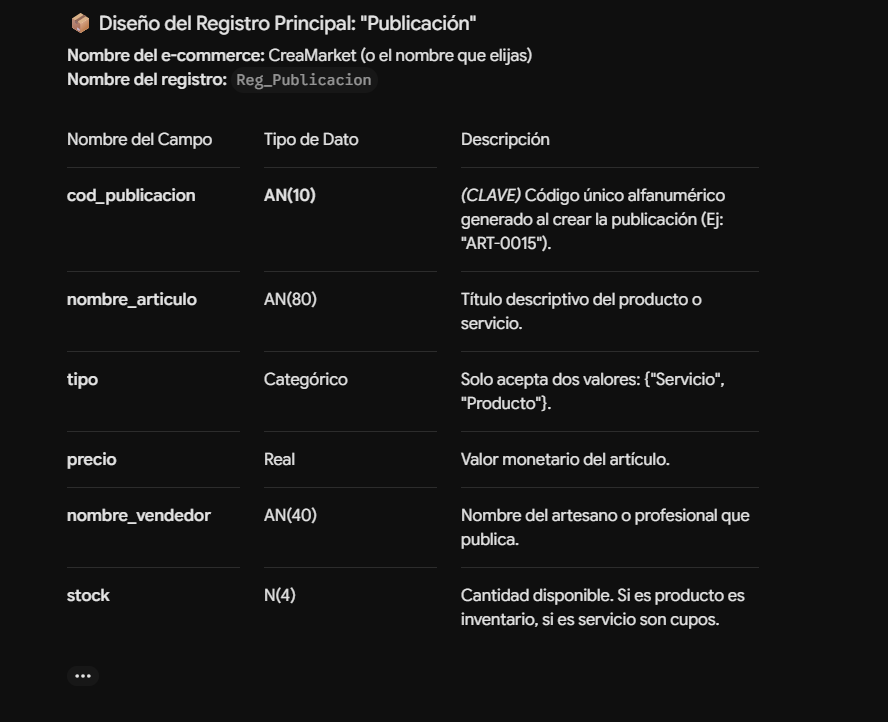 📦 Diseño del Registro Principal: "Publicación"
Nombre del e-commerce: CreaMarket (o el nombre que elijas)
Nombre del registro: Reg_Publicacion
Nombre del Campo Tipo de Dato Descripción
cod_publicacion AN(10) (CLAVE) Código único alfanumérico
generado al crear la publicación (Ej:
"ART-0015").
nombre_articulo AN(80) Título descriptivo del producto o
servicio.
tipo Categórico Solo acepta dos valores: {"Servicio",
"Producto"}.
precio Real Valor monetario del artículo.
nombre_vendedor AN(40) Nombre del artesano o profesional que
publica.
stock N(4) Cantidad disponible. Si es producto es
inventario, si es servicio son cupos.